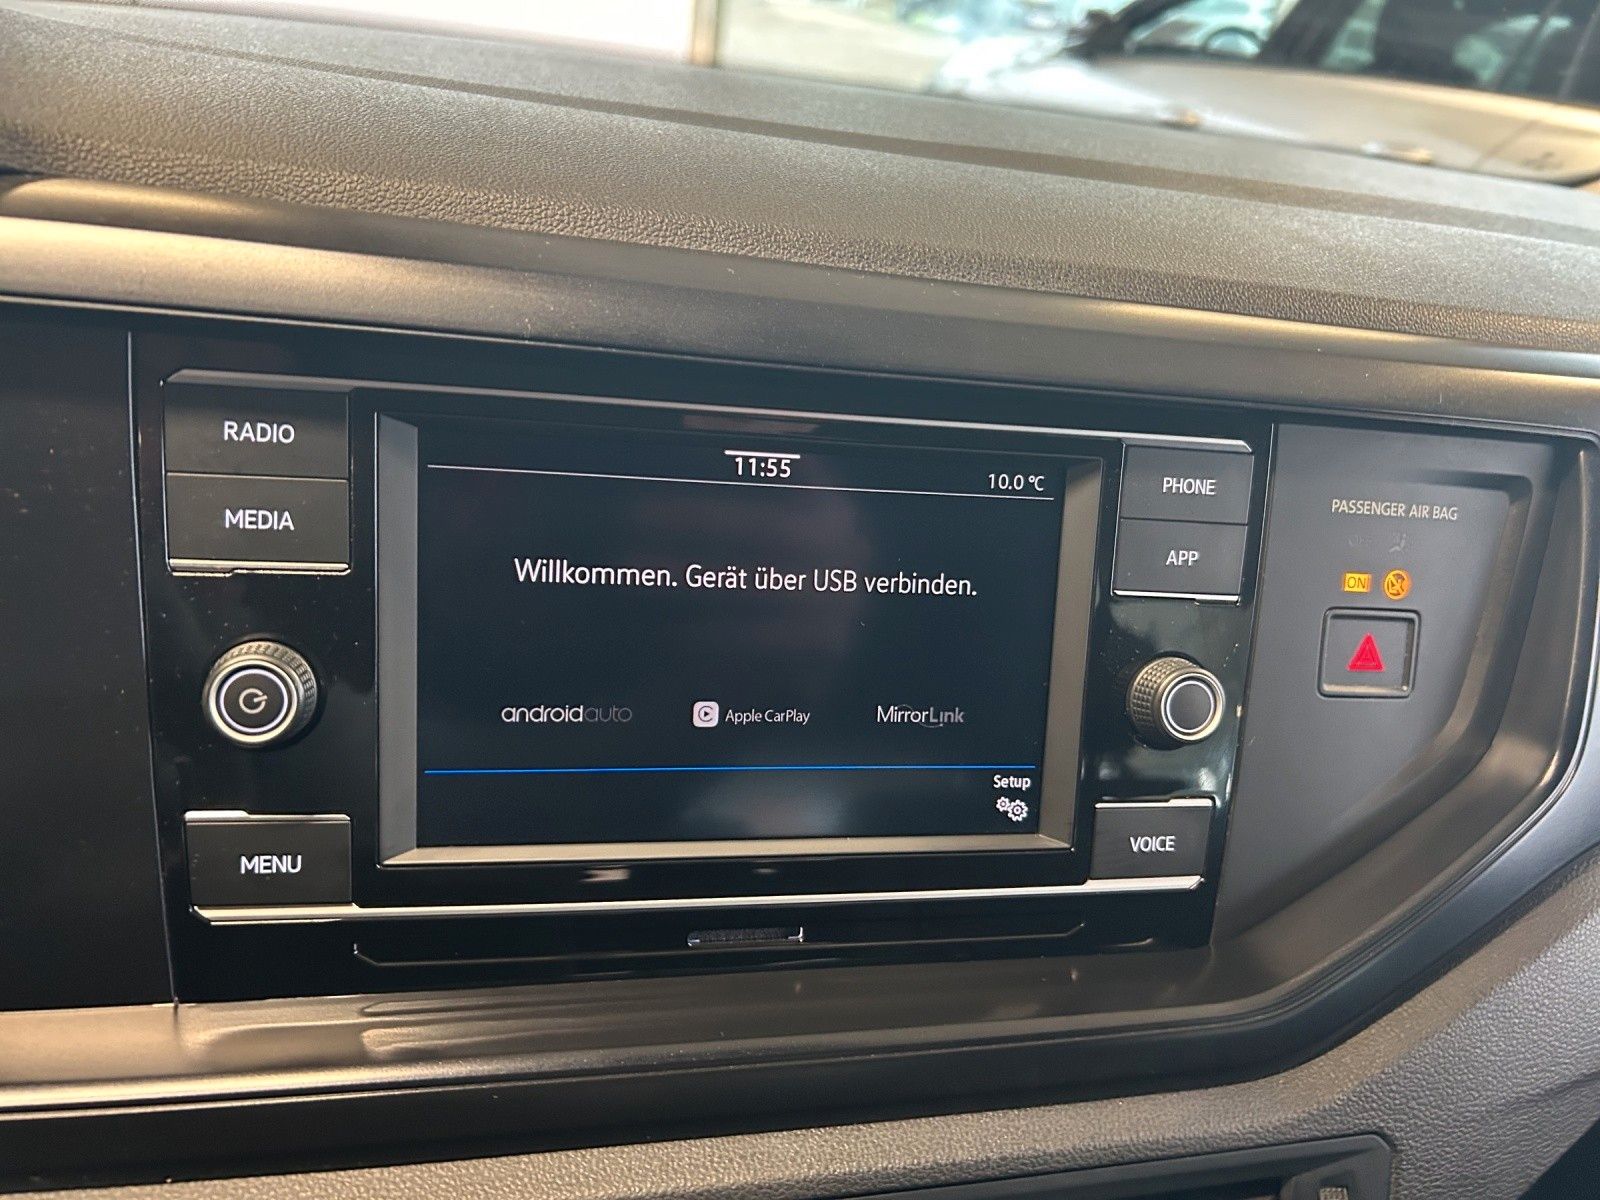 RADIO
MEDIA
MENU
11:55
10.0 °C
Willkommen. Gerät über USB verbinden.
androidauto
Apple CarPlay
MirrorLink
Setup
PHONE
APP
VOICE
PASSENGER AIR BAG
OFF
ON